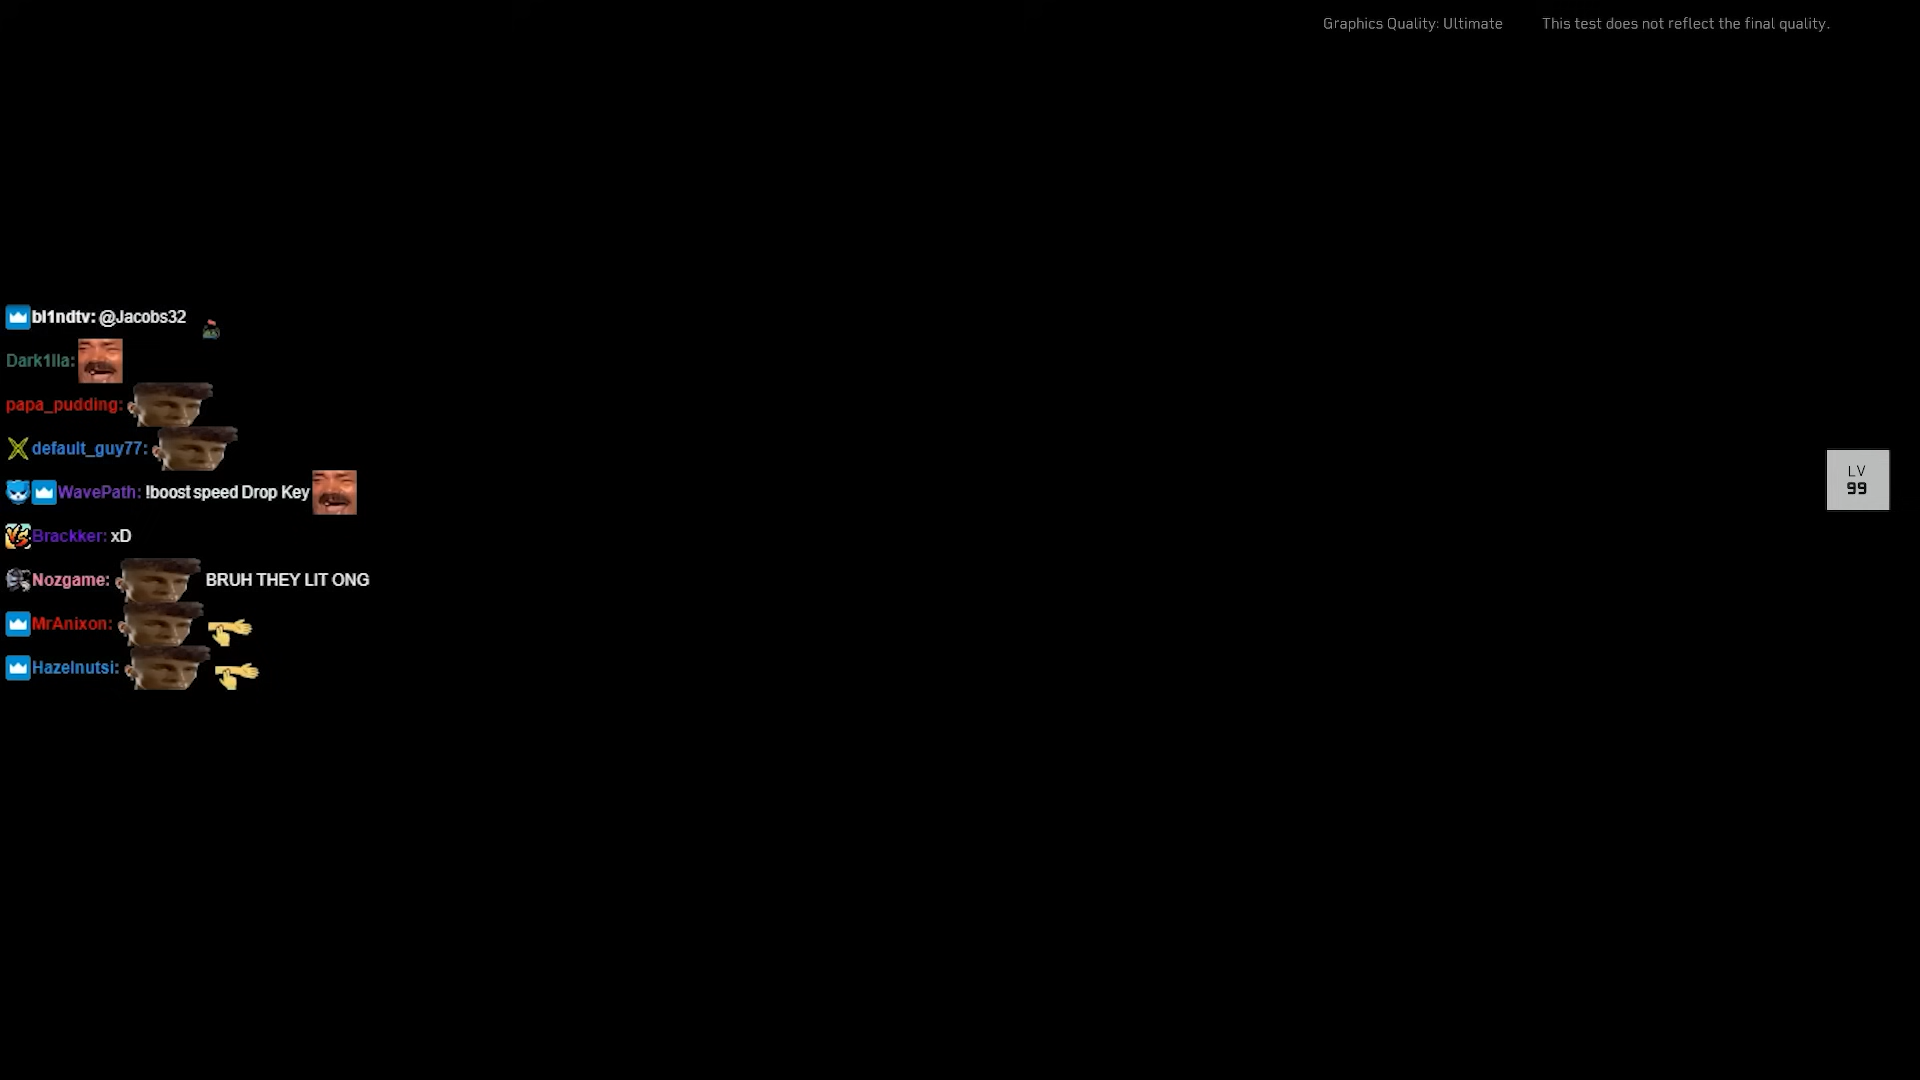 Graphics Quality: Ultimate This test does not reflect the final quality.
bl1ndtv: @Jacobs32
Dark1lla:
papa_pudding:
default_guy77:
LV
99
WavePath: !boost speed Drop Key
Brackker: xD
Nozgame: BRUH THEY LIT ONG
MrAnixon:
Hazelnutsi: